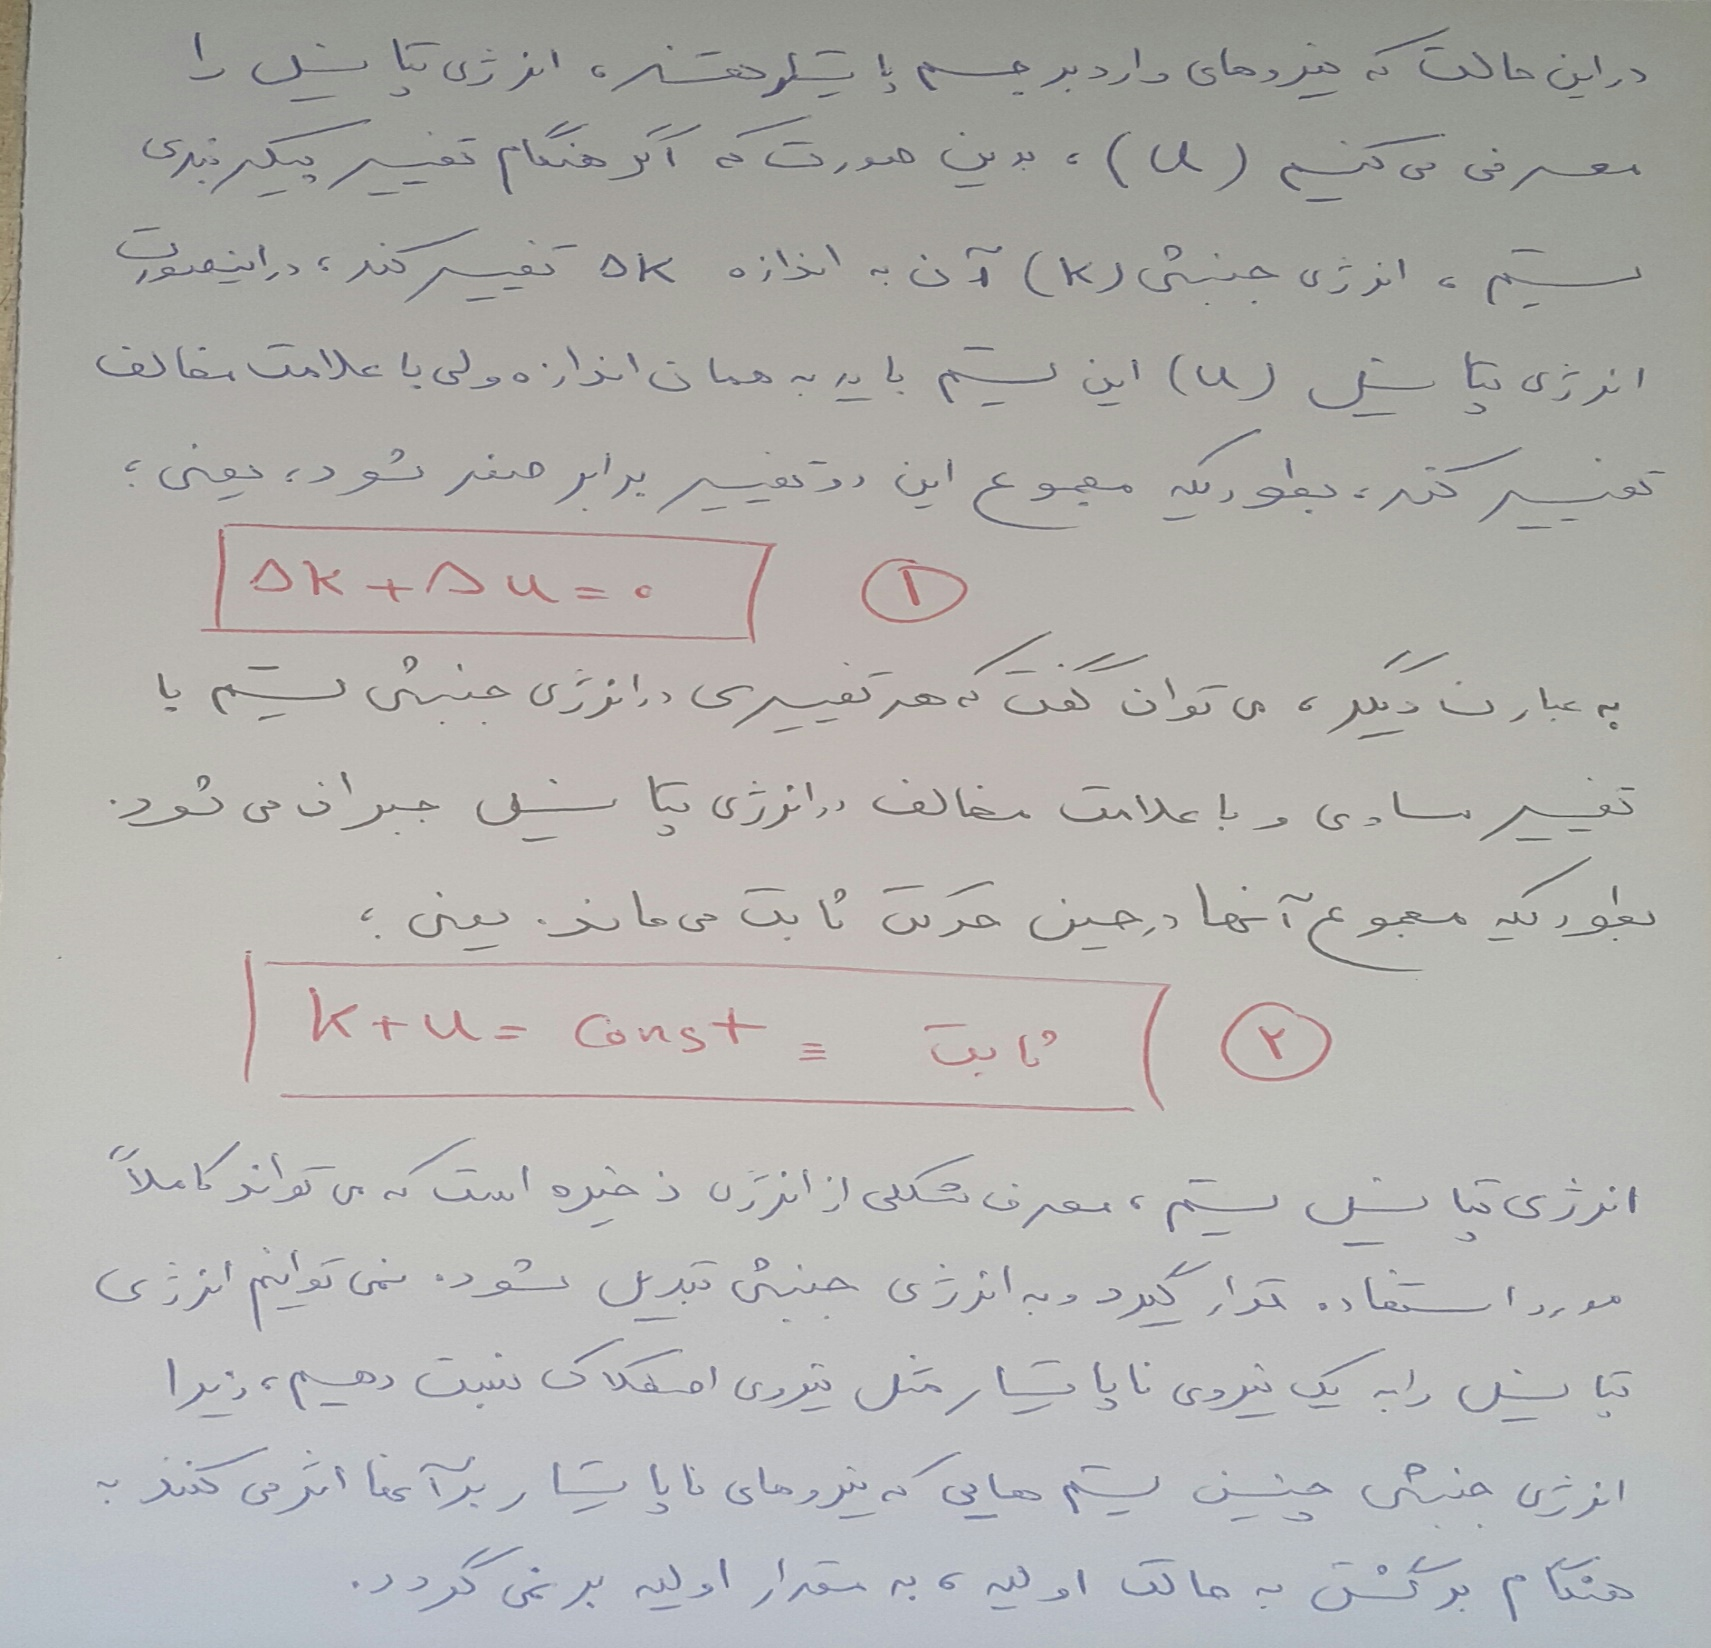 در این حالت که نیروهای وارد بر جسم پایستار هستند، انرژی پتانسیل را
معرفی می کنیم (U)، بدین صورت که اگر هنگام تغییر پیکربندی
سیستم، انرژی جنبشی (K) آن به اندازه ΔK تغییر کند، در اینصورت
انرژی پتانسیل (U) این سیستم باید به همان اندازه ولی با علامت مخالف
تغییر کند، بطوریکه مجموع این دو تغییر برابر صفر شود، یعنی؛
ΔK + ΔU = 0 ۱
به عبارت دیگر، می توان گفت که هر تغییری در انرژی جنبشی سیستم با
تغییر مساوی و با علامت مخالف در انرژی پتانسیل جبران می شود.
بطوریکه مجموع آنها در حین حرکت ثابت می ماند. یعنی؛
K + U = Const = ثابت ۲
انرژی پتانسیل سیستم، معرف شکلی از انرژی ذخیره است که می تواند کاملاً
مورد استفاده قرار گیرد و به انرژی جنبشی تبدیل شود. نمی توانیم انرژی
پتانسیل را به یک نیروی ناپایستار مثل نیروی اصطکاک نسبت دهیم، زیرا
انرژی جنبشی چنین سیستم هایی که نیروهای ناپایستار بر آنها اثر می کنند به
هنگام برگشتن به حالت اولیه، به مقدار اولیه بر نمی گردد.